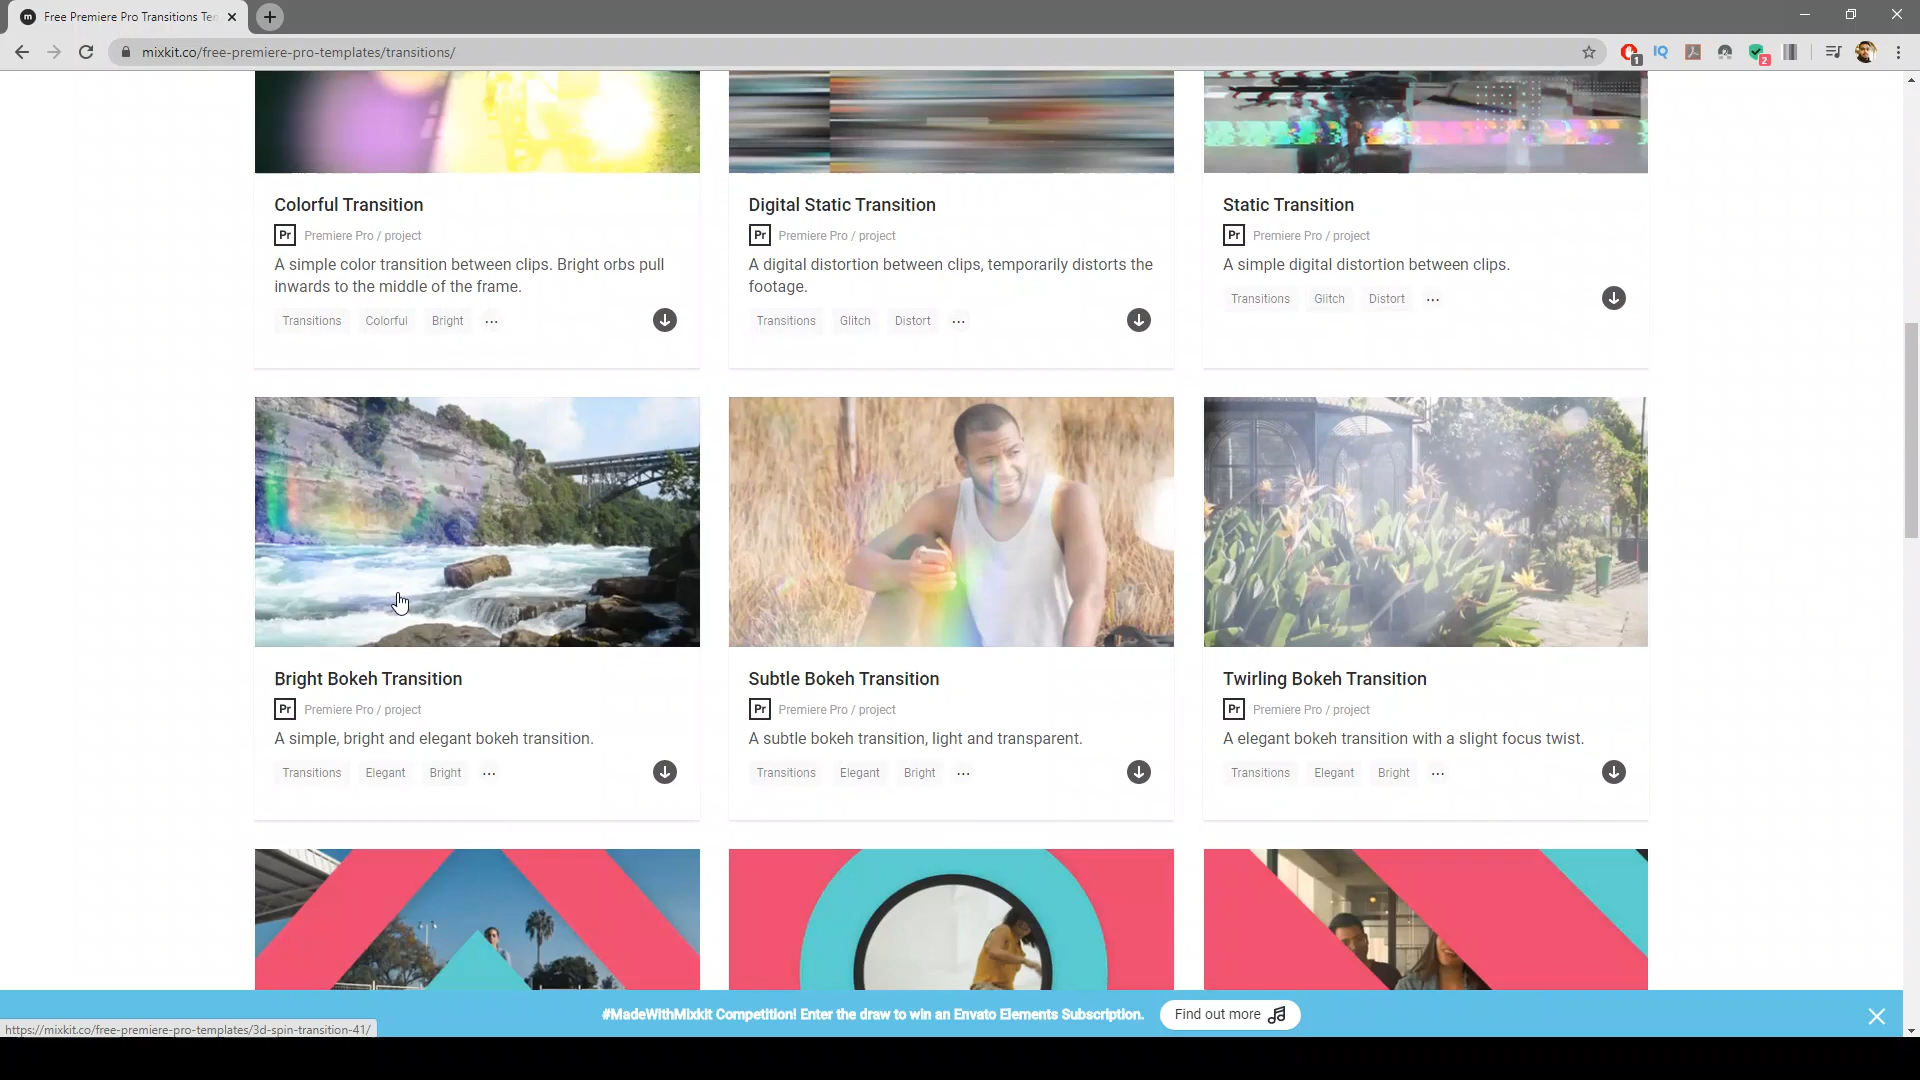 m Free Premiere Pro Transitions Ten
mixkit.co/free-premiere-pro-templates/transitions/
1
IQ
2
Colorful Transition
Pr Premiere Pro / project
A simple color transition between clips. Bright orbs pull
inwards to the middle of the frame.
Transitions Colorful Bright ...
Digital Static Transition
Pr Premiere Pro / project
A digital distortion between clips, temporarily distorts the
footage.
Transitions Glitch Distort ...
Static Transition
Pr Premiere Pro / project
A simple digital distortion between clips.
Transitions Glitch Distort ...
Bright Bokeh Transition
Pr Premiere Pro / project
A simple, bright and elegant bokeh transition.
Transitions Elegant Bright ...
Subtle Bokeh Transition
Pr Premiere Pro / project
A subtle bokeh transition, light and transparent.
Transitions Elegant Bright ...
Twirling Bokeh Transition
Pr Premiere Pro / project
A elegant bokeh transition with a slight focus twist.
Transitions Elegant Bright ...
#MadeWithMixkit Competition! Enter the draw to win an Envato Elements Subscription.
Find out more
https://mixkit.co/free-premiere-pro-templates/3d-spin-transition-41/